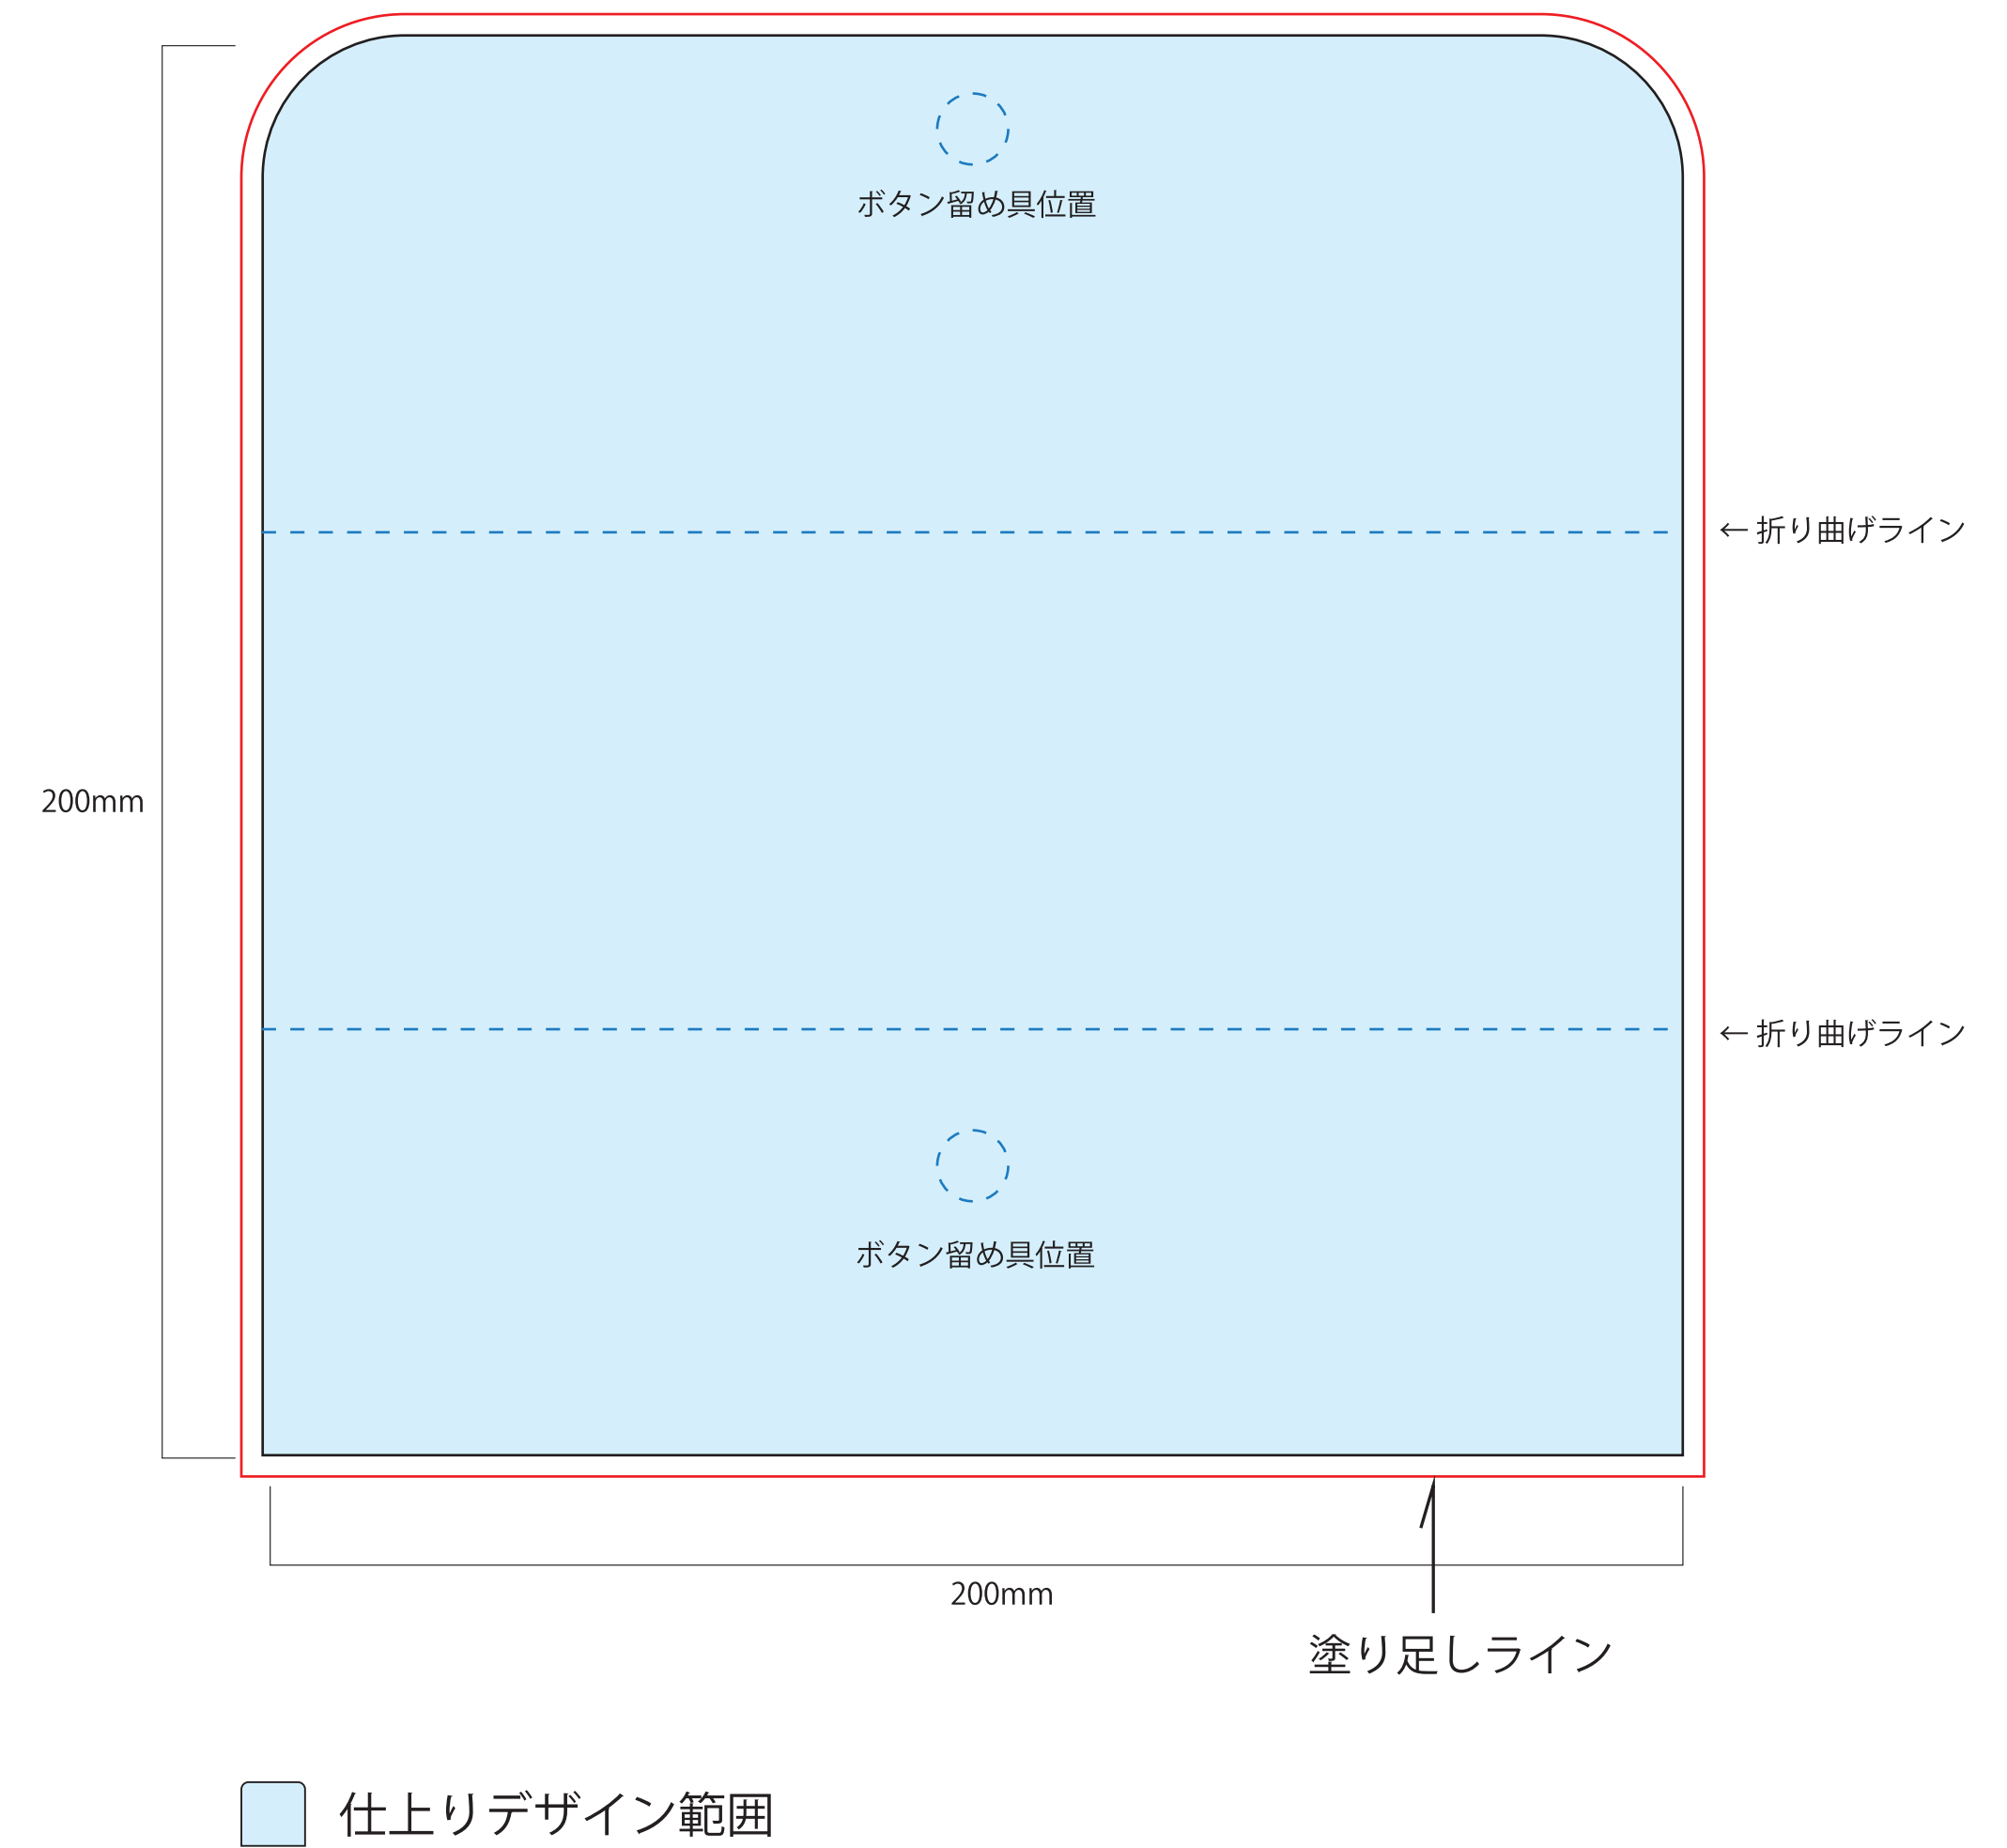 ボタン留め具位置
← 折り曲けライン
200mm
← 折り曲げライン
ボタン留め具位置
200mm
塗り足しライン
仕上りデザイン範囲